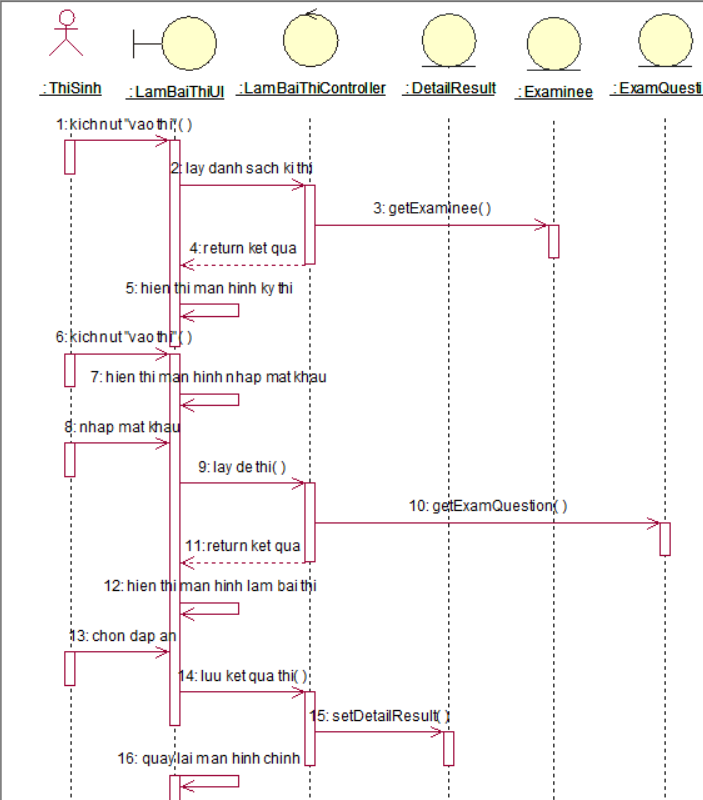 :ThiSinh
:LamBaiThiUI
:LamBaiThiController
:DetailResult
:Examinee
:ExamQuesti
1: kich nut "vao thi"( )
2: lay danh sach ki thi
3: getExaminee( )
4: return ket qua
5: hien thi man hinh ky thi
6: kich nut "vao thi"( )
7: hien thi man hinh nhap mat khau
8: nhap mat khau
9: lay de thi( )
10: getExamQuestion( )
11: return ket qua
12: hien thi man hinh lam bai thi
13: chon dap an
14: luu ket qua thi( )
15: setDetailResult( )
16: quay lai man hinh chinh